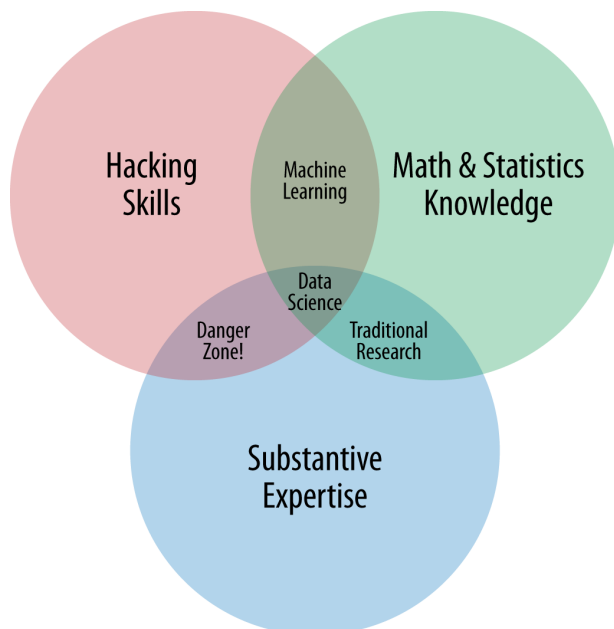 Hacking
Skills
Machine
Learning
Math & Statistics
Knowledge
Data
Science
Danger
Zone!
Traditional
Research
Substantive
Expertise